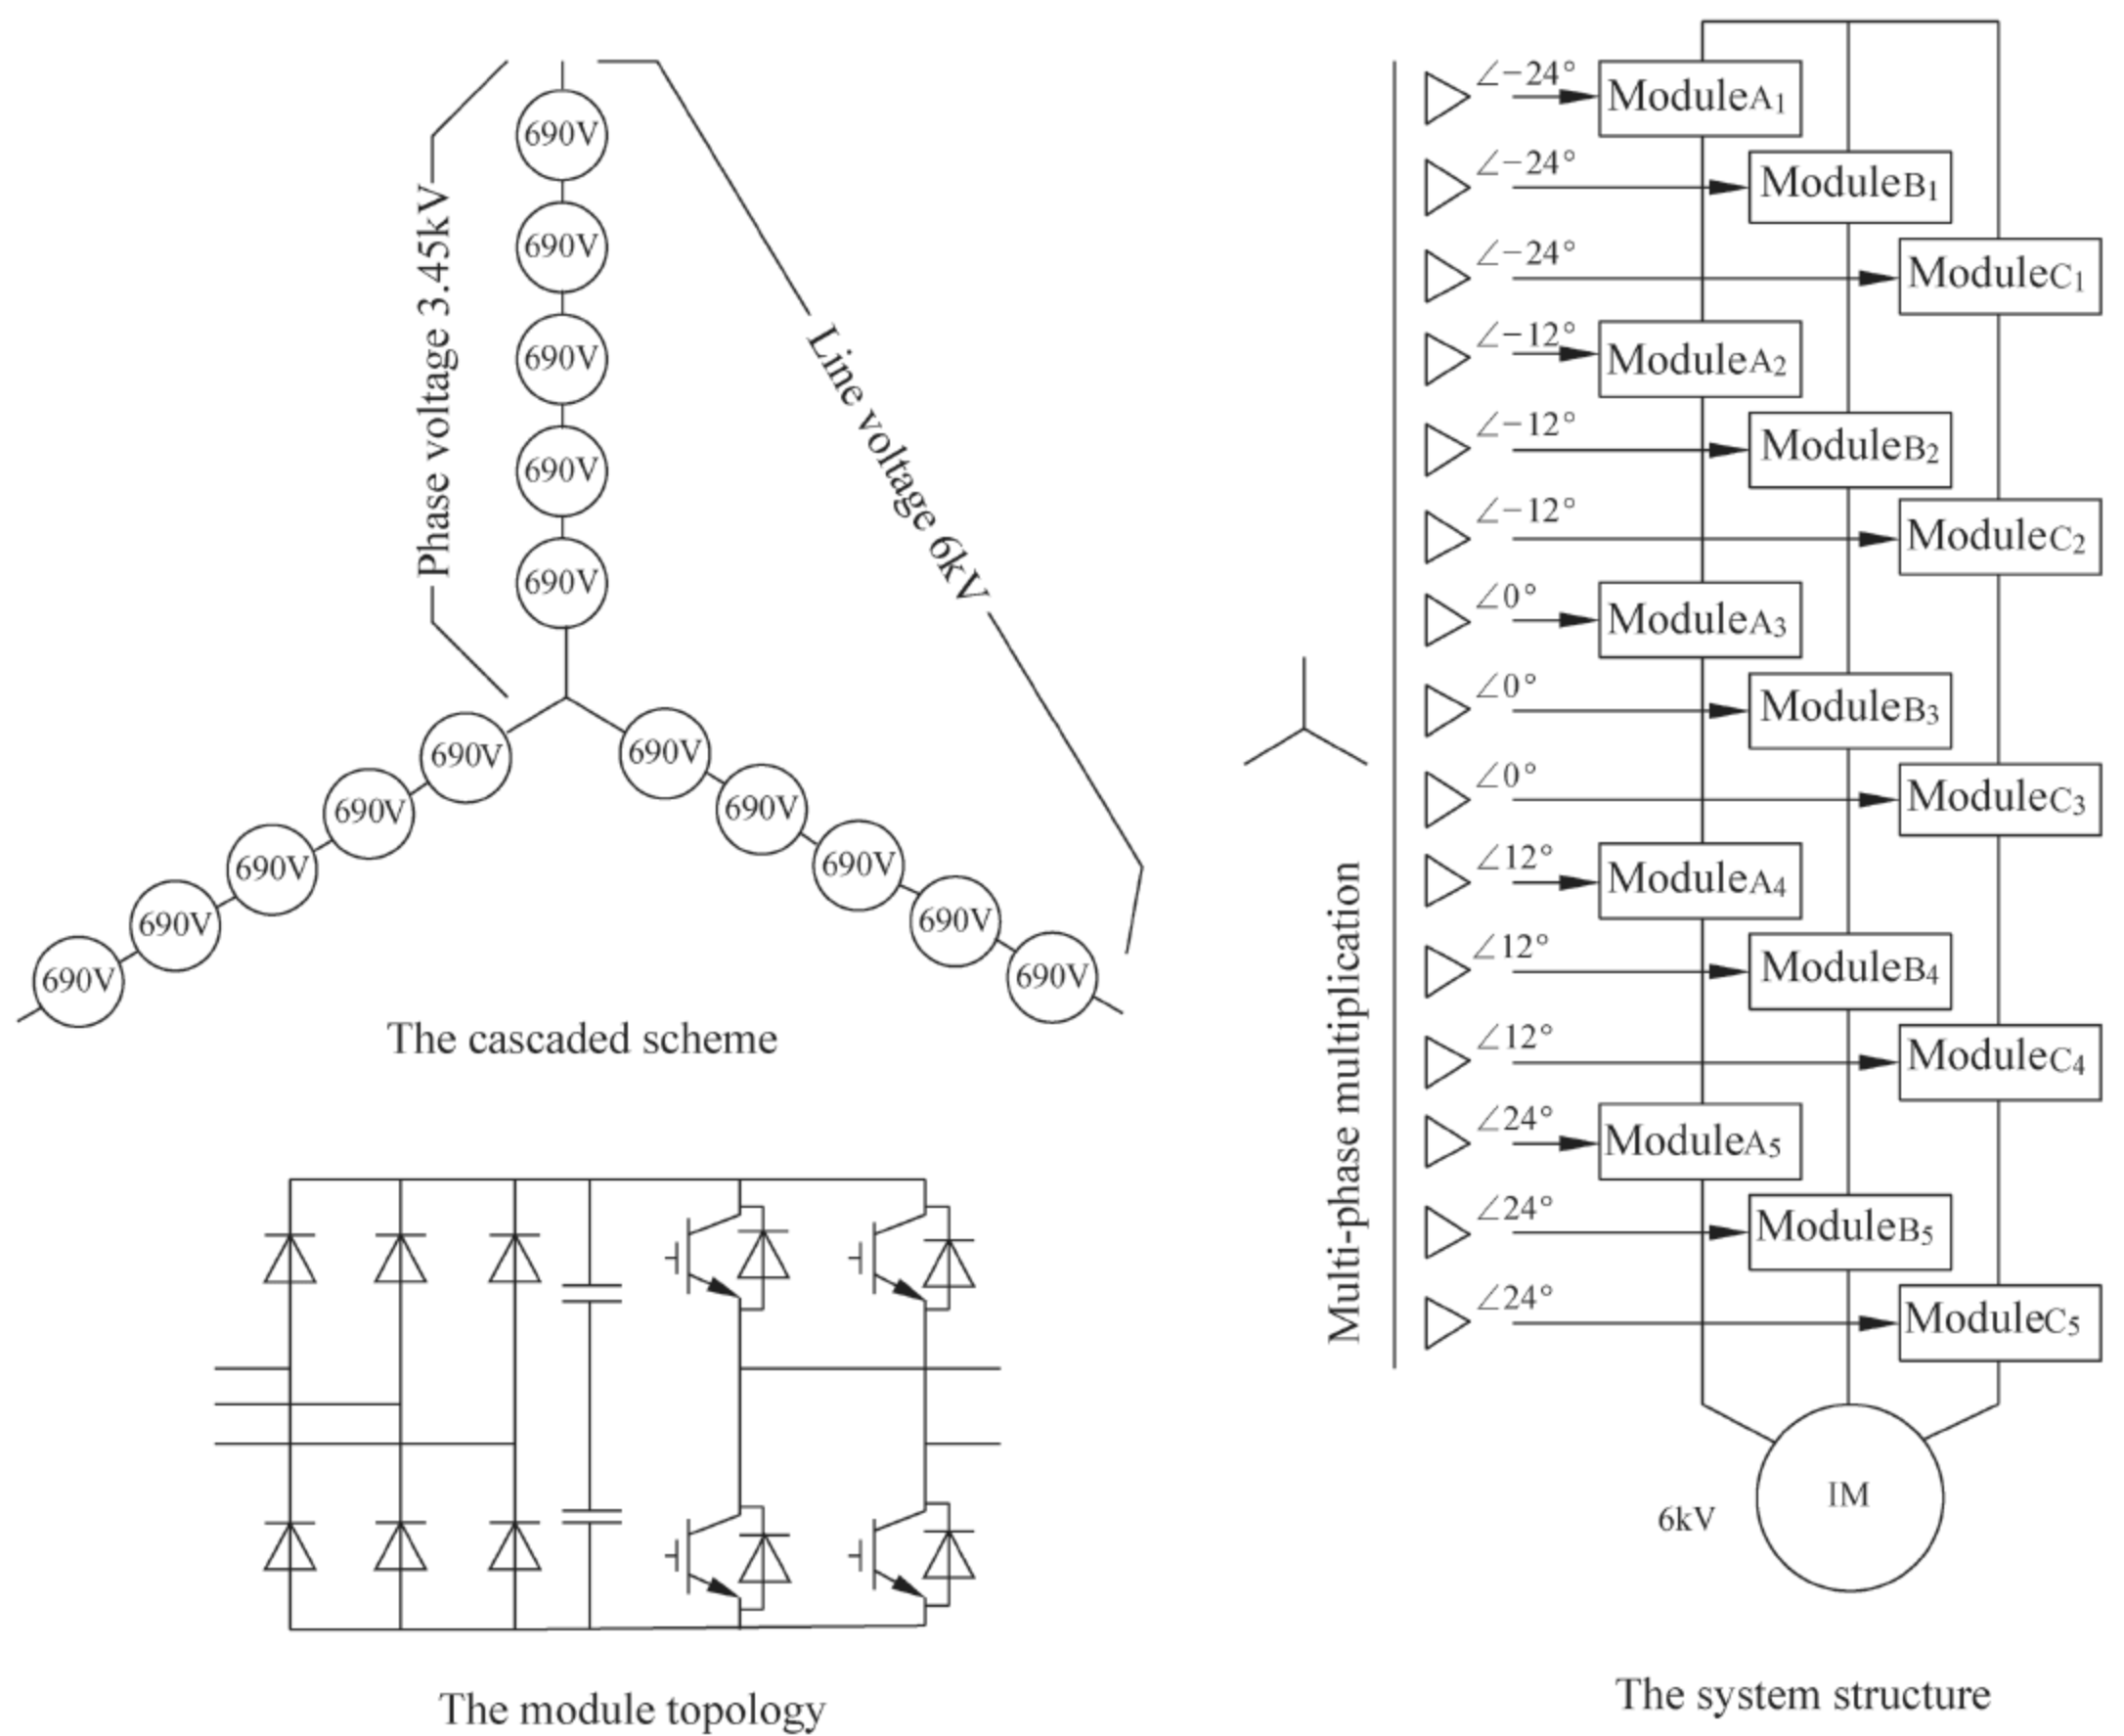 690V
690V
690V
690V
690V
Phase voltage 3.45kV
Line voltage 6kV
690V
690V
690V
690V
690V
690V
690V
690V
690V
690V
The cascaded scheme
The module topology
Multi-phase multiplication
∠−24° ModuleA1
∠−24° ModuleB1
∠−24° ModuleC1
∠−12° ModuleA2
∠−12° ModuleB2
∠−12° ModuleC2
∠0° ModuleA3
∠0° ModuleB3
∠0° ModuleC3
∠12° ModuleA4
∠12° ModuleB4
∠12° ModuleC4
∠24° ModuleA5
∠24° ModuleB5
∠24° ModuleC5
IM
6kV
The system structure